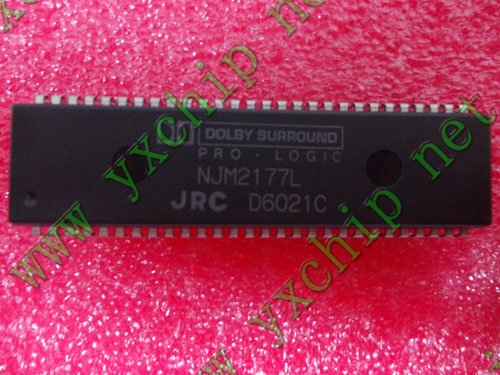 DOLBY SURROUND
PRO · LOGIC
NJM2177L
JRC D6021C
www.yxchip.net
www.yxchip.net
www.yxchip.net